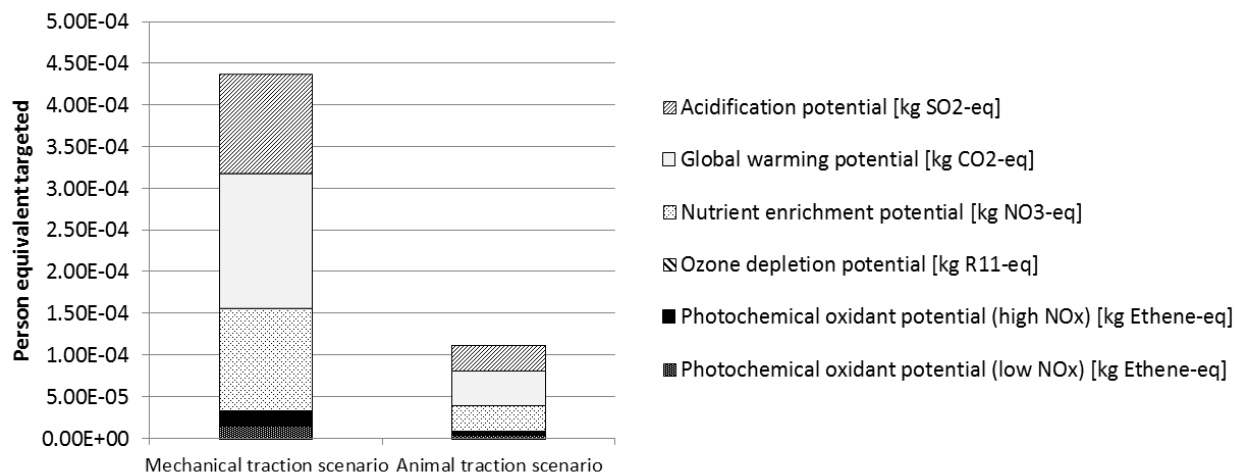 5.00E-04
4.50E-04
4.00E-04
3.50E-04
3.00E-04
2.50E-04
2.00E-04
1.50E-04
1.00E-04
5.00E-05
0.00E+00
Person equivalent targeted
Mechanical traction scenario
Animal traction scenario
Acidification potential [kg SO2-eq]
Global warming potential [kg CO2-eq]
Nutrient enrichment potential [kg NO3-eq]
Ozone depletion potential [kg R11-eq]
Photochemical oxidant potential (high NOx) [kg Ethene-eq]
Photochemical oxidant potential (low NOx) [kg Ethene-eq]